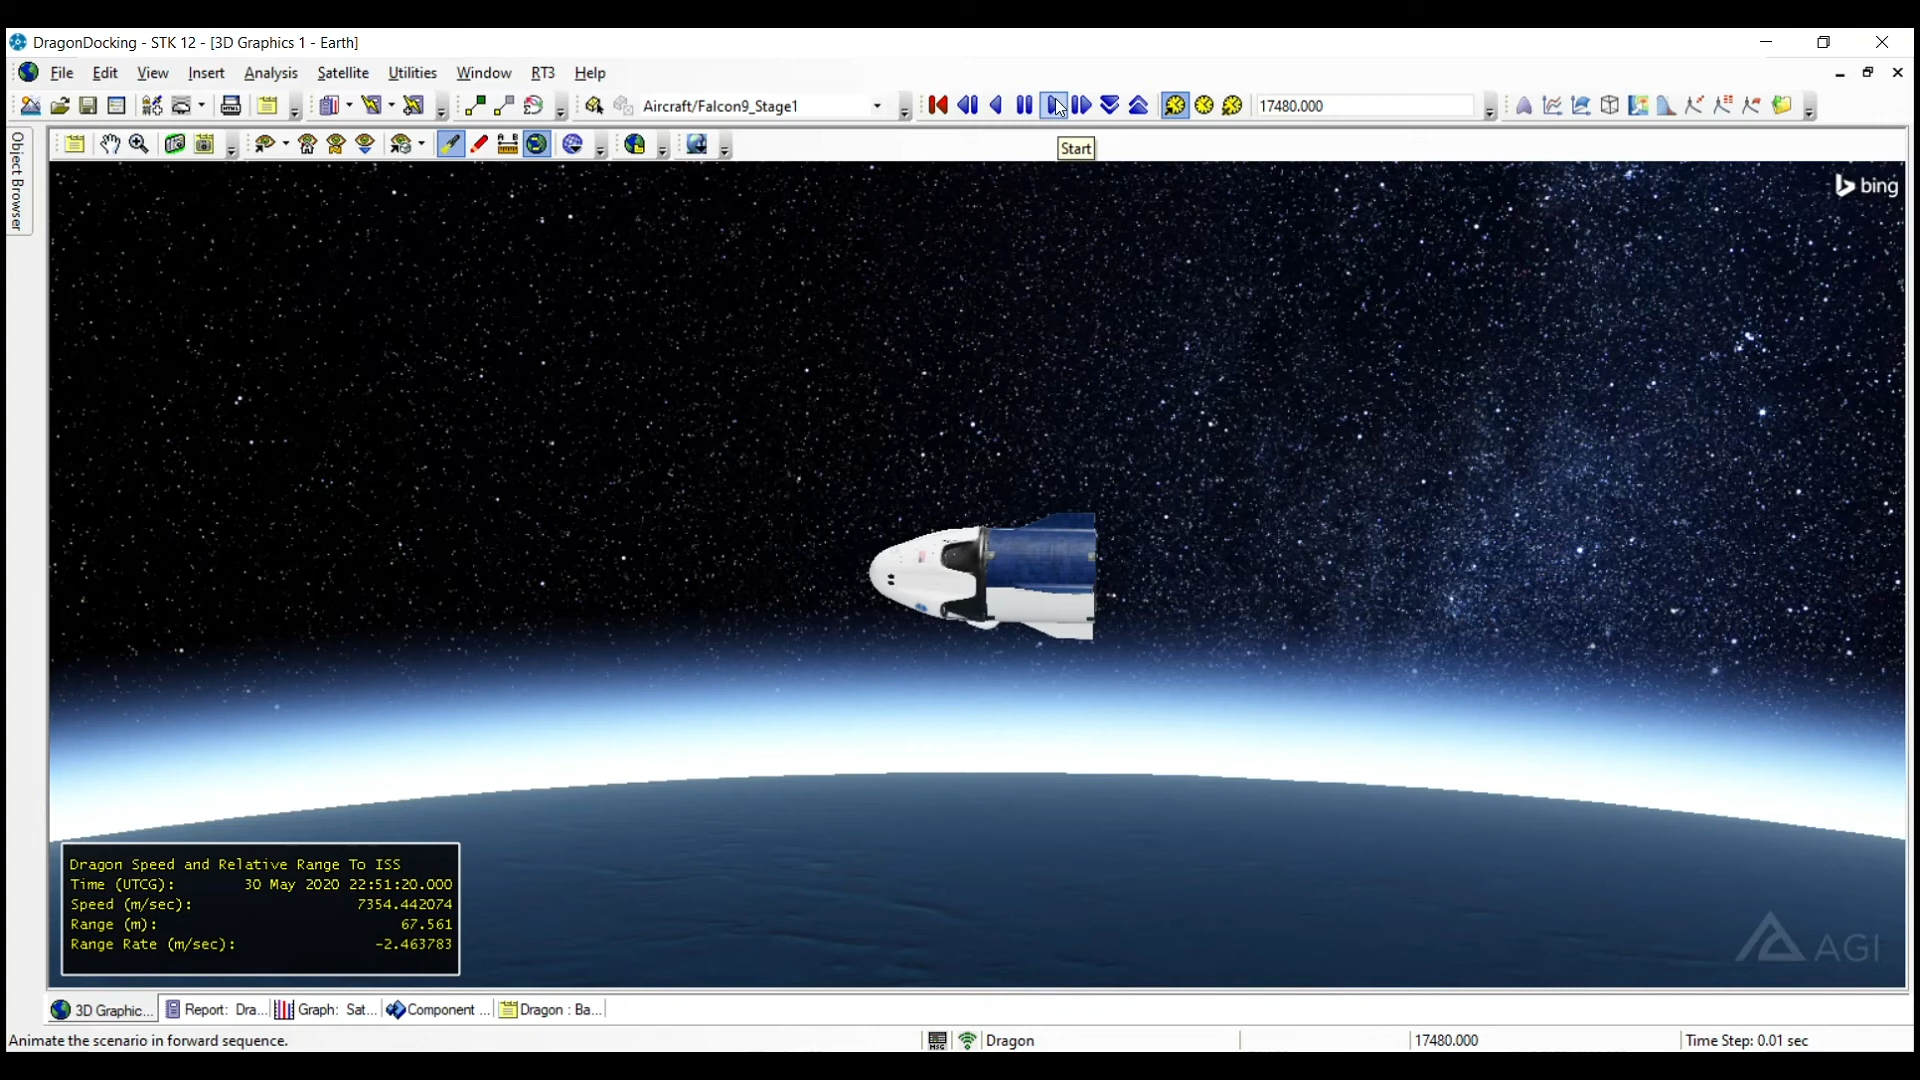 DragonDocking - STK 12 - [3D Graphics 1 - Earth]
File Edit View Insert Analysis Satellite Utilities Window RT3 Help
Aircraft/Falcon9_Stage1 17480.000
Start
Object Browser
bing
Dragon Speed and Relative Range To ISS
Time (UTCG): 30 May 2020 22:51:20.000
Speed (m/sec): 7354.442074
Range (m): 67.561
Range Rate (m/sec): -2.463783
AGI
3D Graphic... Report: Dra... Graph: Sat... Component ... Dragon : Ba...
Animate the scenario in forward sequence. Dragon 17480.000 Time Step: 0.01 sec